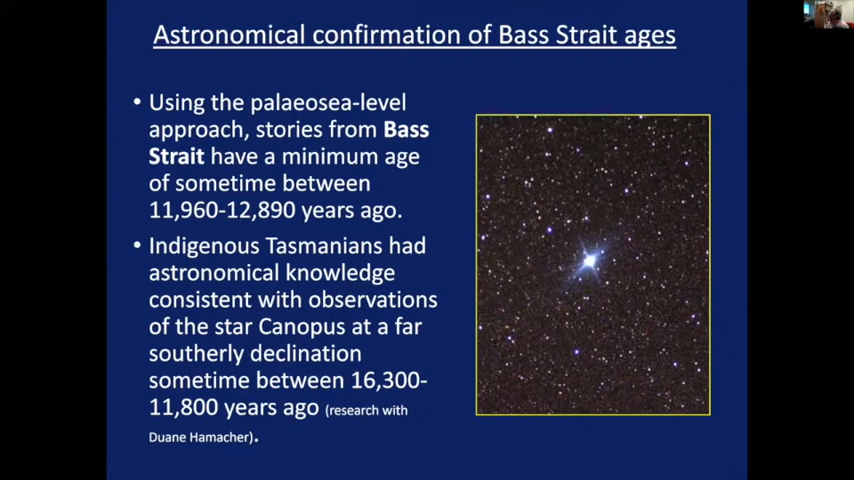 Astronomical confirmation of Bass Strait ages
• Using the palaeosea-level
approach, stories from Bass
Strait have a minimum age
of sometime between
11,960-12,890 years ago.
• Indigenous Tasmanians had
astronomical knowledge
consistent with observations
of the star Canopus at a far
southerly declination
sometime between 16,300-
11,800 years ago (research with
Duane Hamacher).